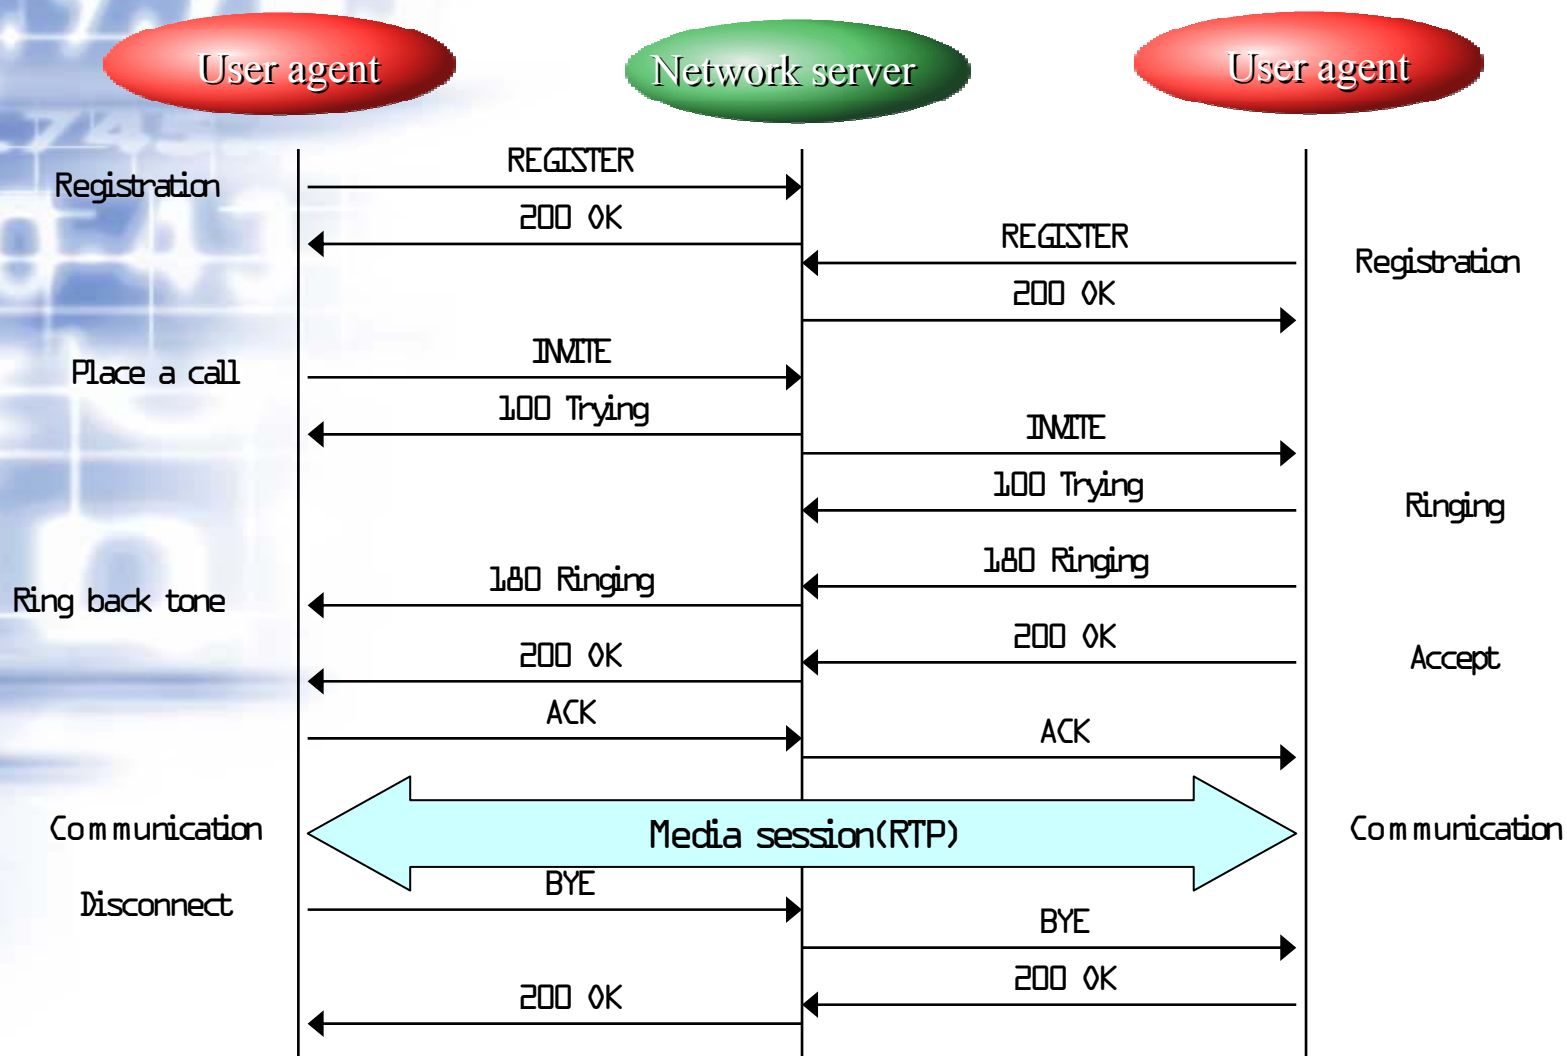 User agent
Network server
User agent
REGISTER
Registration
200 OK
REGISTER
Registration
200 OK
INVITE
Place a call
100 Trying
INVITE
100 Trying
Ringing
180 Ringing
180 Ringing
Ring back tone
200 OK
200 OK
Accept
ACK
ACK
Communication
Media session(RTP)
Communication
BYE
Disconnect
BYE
200 OK
200 OK